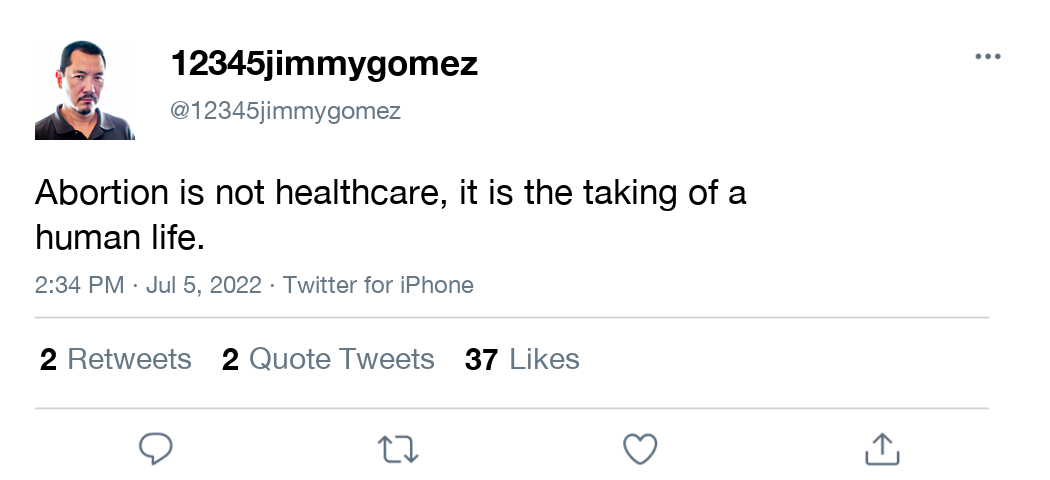 12345jimmygomez
@12345jimmygomez
Abortion is not healthcare, it is the taking of a
human life.
2:34 PM · Jul 5, 2022 · Twitter for iPhone
2 Retweets 2 Quote Tweets 37 Likes